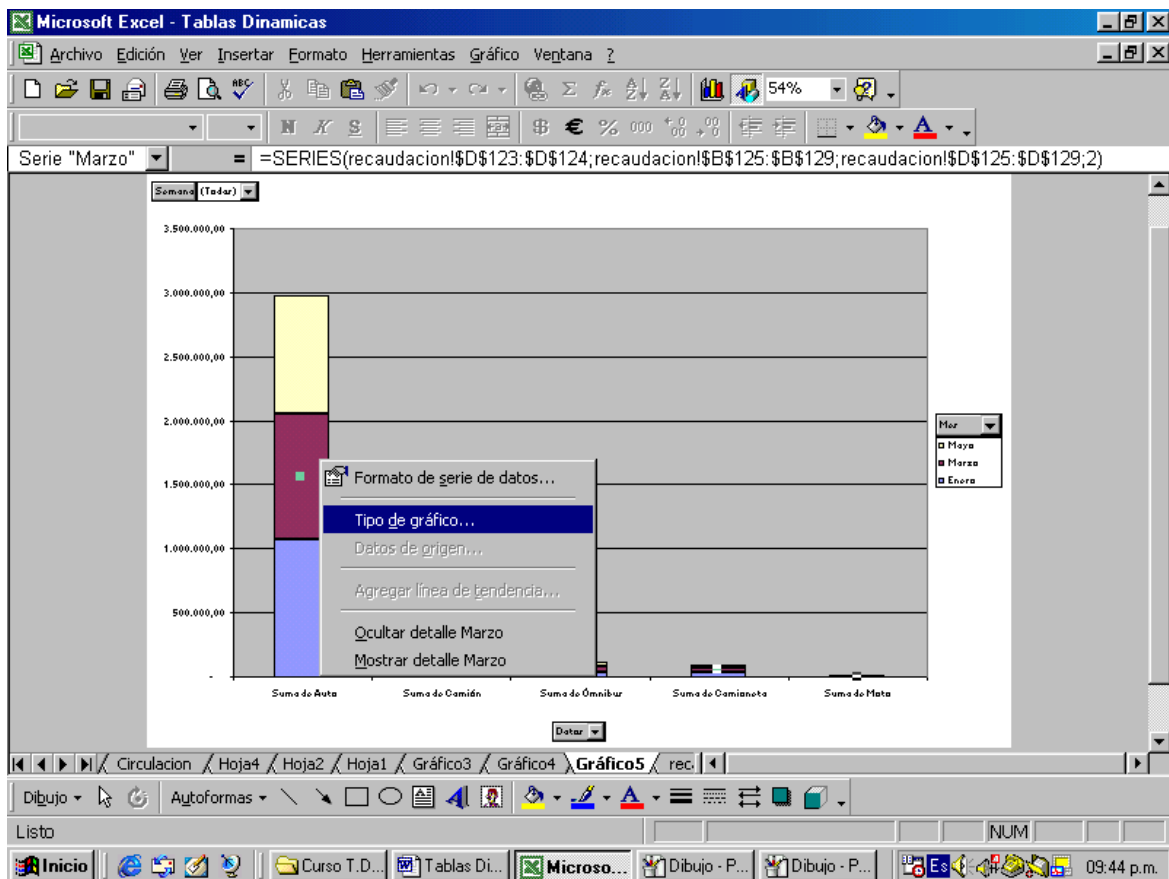 Microsoft Excel - Tablas Dinamicas
Archivo Edición Ver Insertar Formato Herramientas Gráfico Ventana ?
54%
N K S € % 000
Serie "Marzo" = =SERIES(recaudacion!$D$123:$D$124;recaudacion!$B$125:$B$129;recaudacion!$D$125:$D$129;2)
Semana (Todas)
3.500.000,00
3.000.000,00
2.500.000,00
2.000.000,00
1.500.000,00
1.000.000,00
500.000,00
-
Mes
Mayo
Marzo
Enero
Formato de serie de datos...
Tipo de gráfico...
Datos de origen...
Agregar línea de tendencia...
Ocultar detalle Marzo
Mostrar detalle Marzo
Suma de Auto Suma de Camión Suma de Ómnibus Suma de Camioneta Suma de Moto
Datos
Circulacion Hoja4 Hoja2 Hoja1 Gráfico3 Gráfico4 Gráfico5 rec.
Dibujo Autoformas
Listo NUM
Inicio Curso T.D... Tablas Di... Microso... Dibujo - P... Dibujo - P... Es 09:44 p.m.